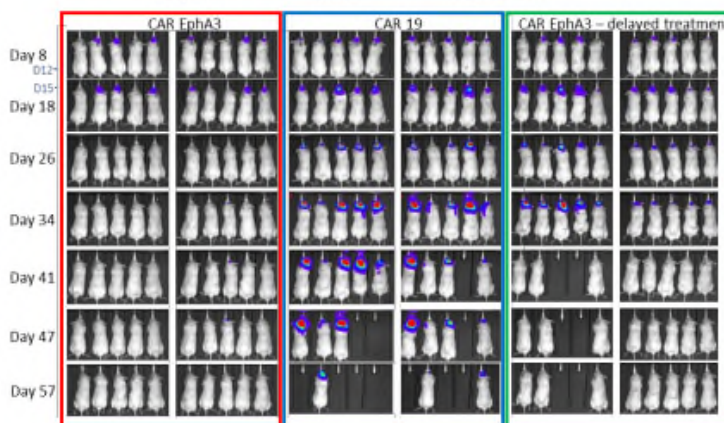 CAR EphA3
CAR 19
CAR EphA3 – delayed treatment
Day 8
D12
D15
Day 18
Day 26
Day 34
Day 41
Day 47
Day 57